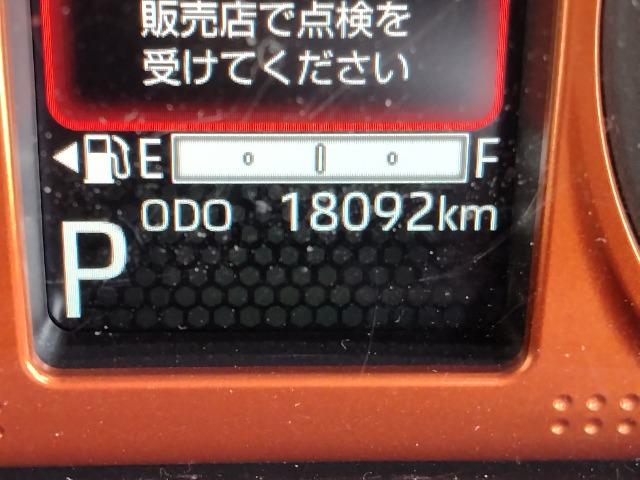 販売店で点検を
受けてください
E F
ODO 18092km
P